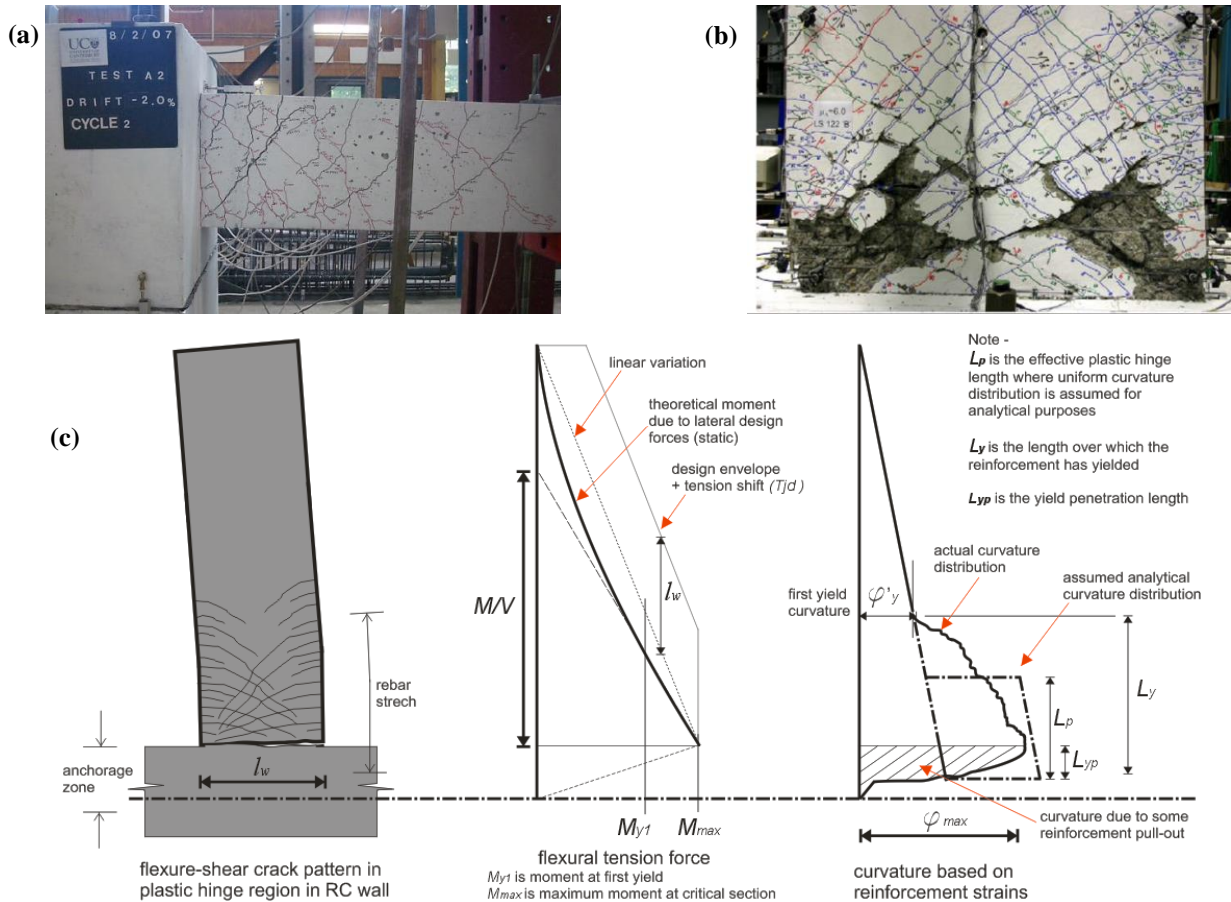 (a)
UC
8/2/07
TEST A2
DRIFT -2.0%
CYCLE 2
(b)
µ =6.0
LS 122 B
(c)
anchorage
zone
lw
rebar
strech
flexure-shear crack pattern in
plastic hinge region in RC wall
linear variation
theoretical moment
due to lateral design
forces (static)
design envelope
+ tension shift (Tjd)
M/V
lw
My1
Mmax
flexural tension force
My1 is moment at first yield
Mmax is maximum moment at critical section
Note -
Lp is the effective plastic hinge
length where uniform curvature
distribution is assumed for
analytical purposes
Ly is the length over which the
reinforcement has yielded
Lyp is the yield penetration length
actual curvature
distribution
assumed analytical
curvature distribution
first yield
curvature
φ'y
Ly
Lp
Lyp
φmax
curvature due to some
reinforcement pull-out
curvature based on
reinforcement strains